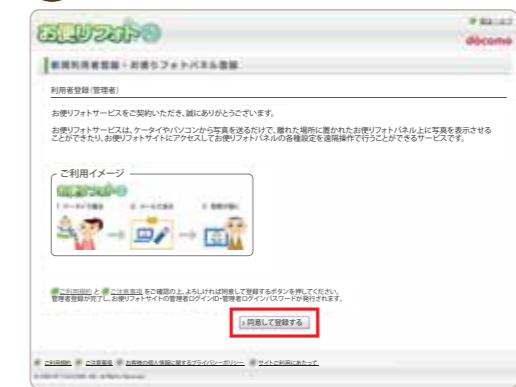 お便りフォト
docomo
新規利用者登録・お便りフォトパネル登録
利用者登録(管理者)
お便りフォトサービスをご契約いただき、誠にありがとうございます。
お便りフォトサービスは、ケータイやパソコンから写真を送るだけで、離れた場所に置かれたお便りフォトパネル上に写真を表示させる
ことができたり、お便りフォトサイトにアクセスしてお便りフォトパネルの各種設定を遠隔操作で行うことができるサービスです。
ご利用イメージ
お便りフォト
ご利用規約 と ご注意事項 をご確認の上、よろしければ同意して登録するボタンを押してください。
管理者登録が完了し、お便りフォトサイトの管理者ログインID・管理者ログインパスワードが発行されます。
同意して登録する
ご利用規約 ご注意事項 お客様の個人情報に関するプライバシーポリシー サイトご利用にあたって